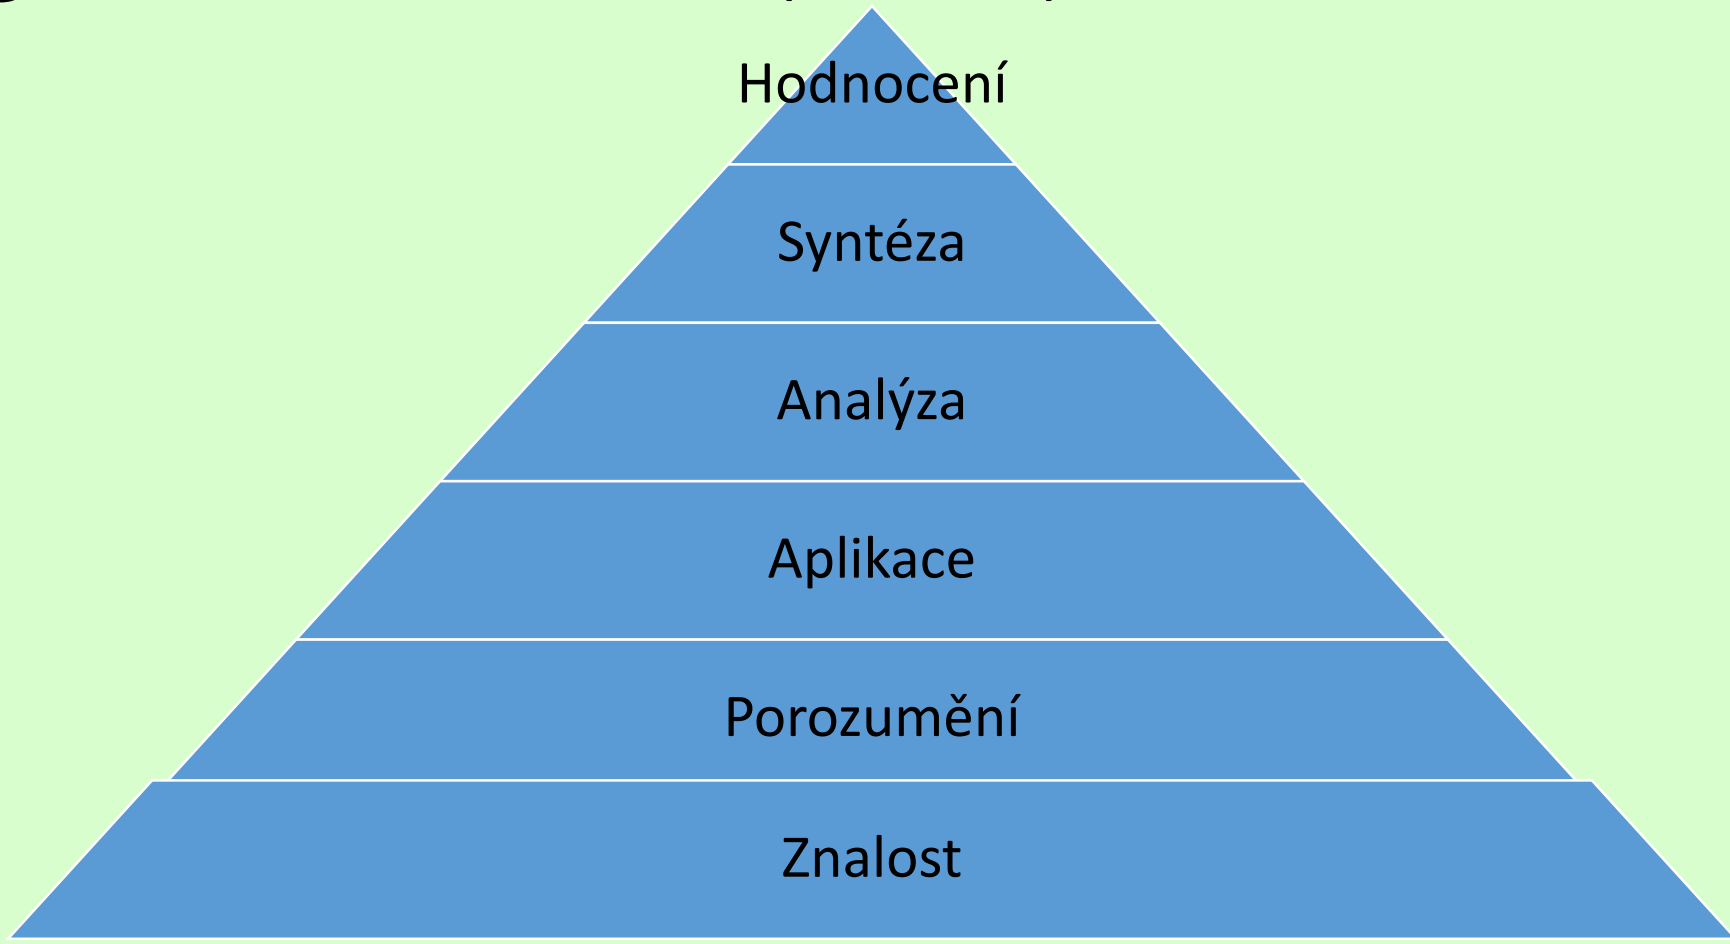 Hodnocení
Syntéza
Analýza
Aplikace
Porozumění
Znalost